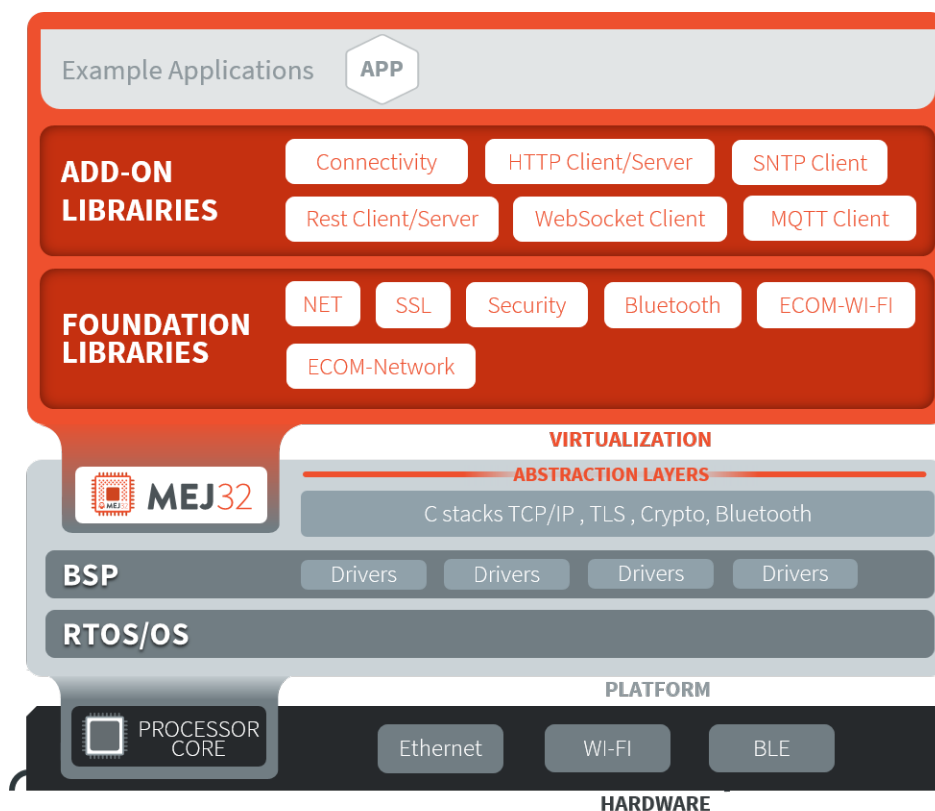 Example Applications APP
ADD-ON
LIBRAIRIES
Connectivity HTTP Client/Server SNTP Client
Rest Client/Server WebSocket Client MQTT Client
FOUNDATION
LIBRARIES
NET SSL Security Bluetooth ECOM-WI-FI
ECOM-Network
VIRTUALIZATION
ABSTRACTION LAYERS
MEJ32 MEJ32
C stacks TCP/IP , TLS , Crypto, Bluetooth
BSP Drivers Drivers Drivers Drivers
RTOS/OS
PLATFORM
PROCESSOR
CORE
Ethernet WI-FI BLE
HARDWARE